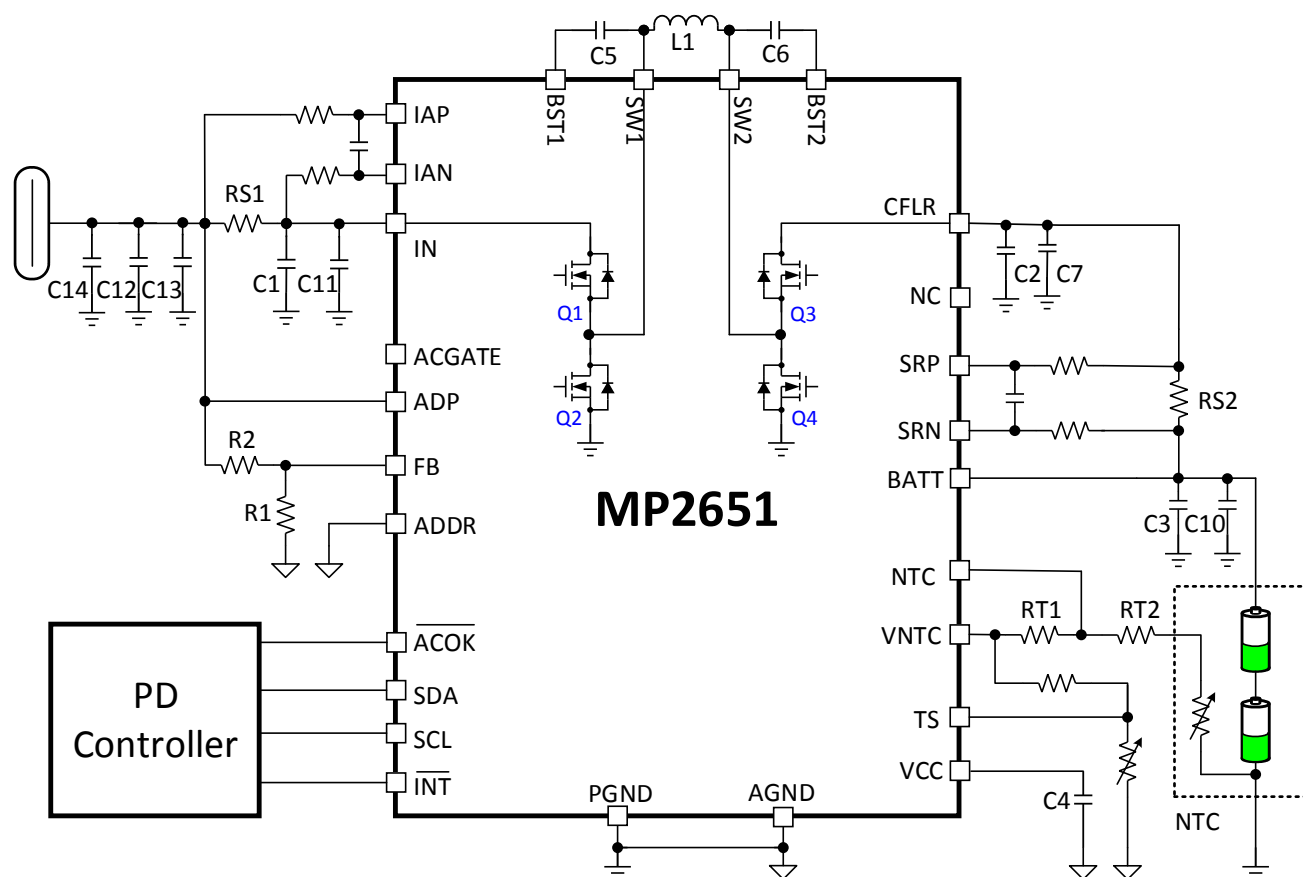 C5
L1
C6
BST1
SW1
SW2
BST2
IAP
IAN
RS1
IN
C14
C12
C13
C1
C11
CFLR
C2
C7
NC
Q1
Q3
ACGATE
SRP
ADP
Q2
Q4
RS2
SRN
R2
FB
BATT
R1
MP2651
C3
C10
ADDR
NTC
RT1
RT2
ACOK
VNTC
PD
Controller
SDA
SCL
TS
INT
VCC
PGND
AGND
C4
NTC